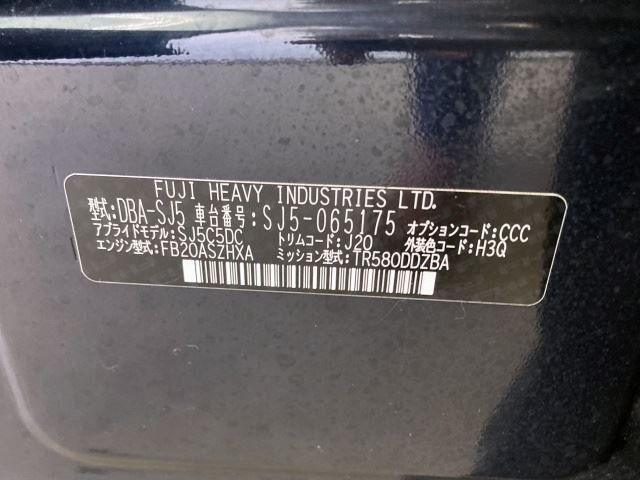 FUJI HEAVY INDUSTRIES LTD.
型式:DBA-SJ5 車台番号:SJ5-065175 オプションコード:CCC
アプライドモデル:SJ5C5DC トリムコード:J20 外装色コード:H3Q
エンジン型式:FB20ASZHXA ミッション型式:TR580DDZBA